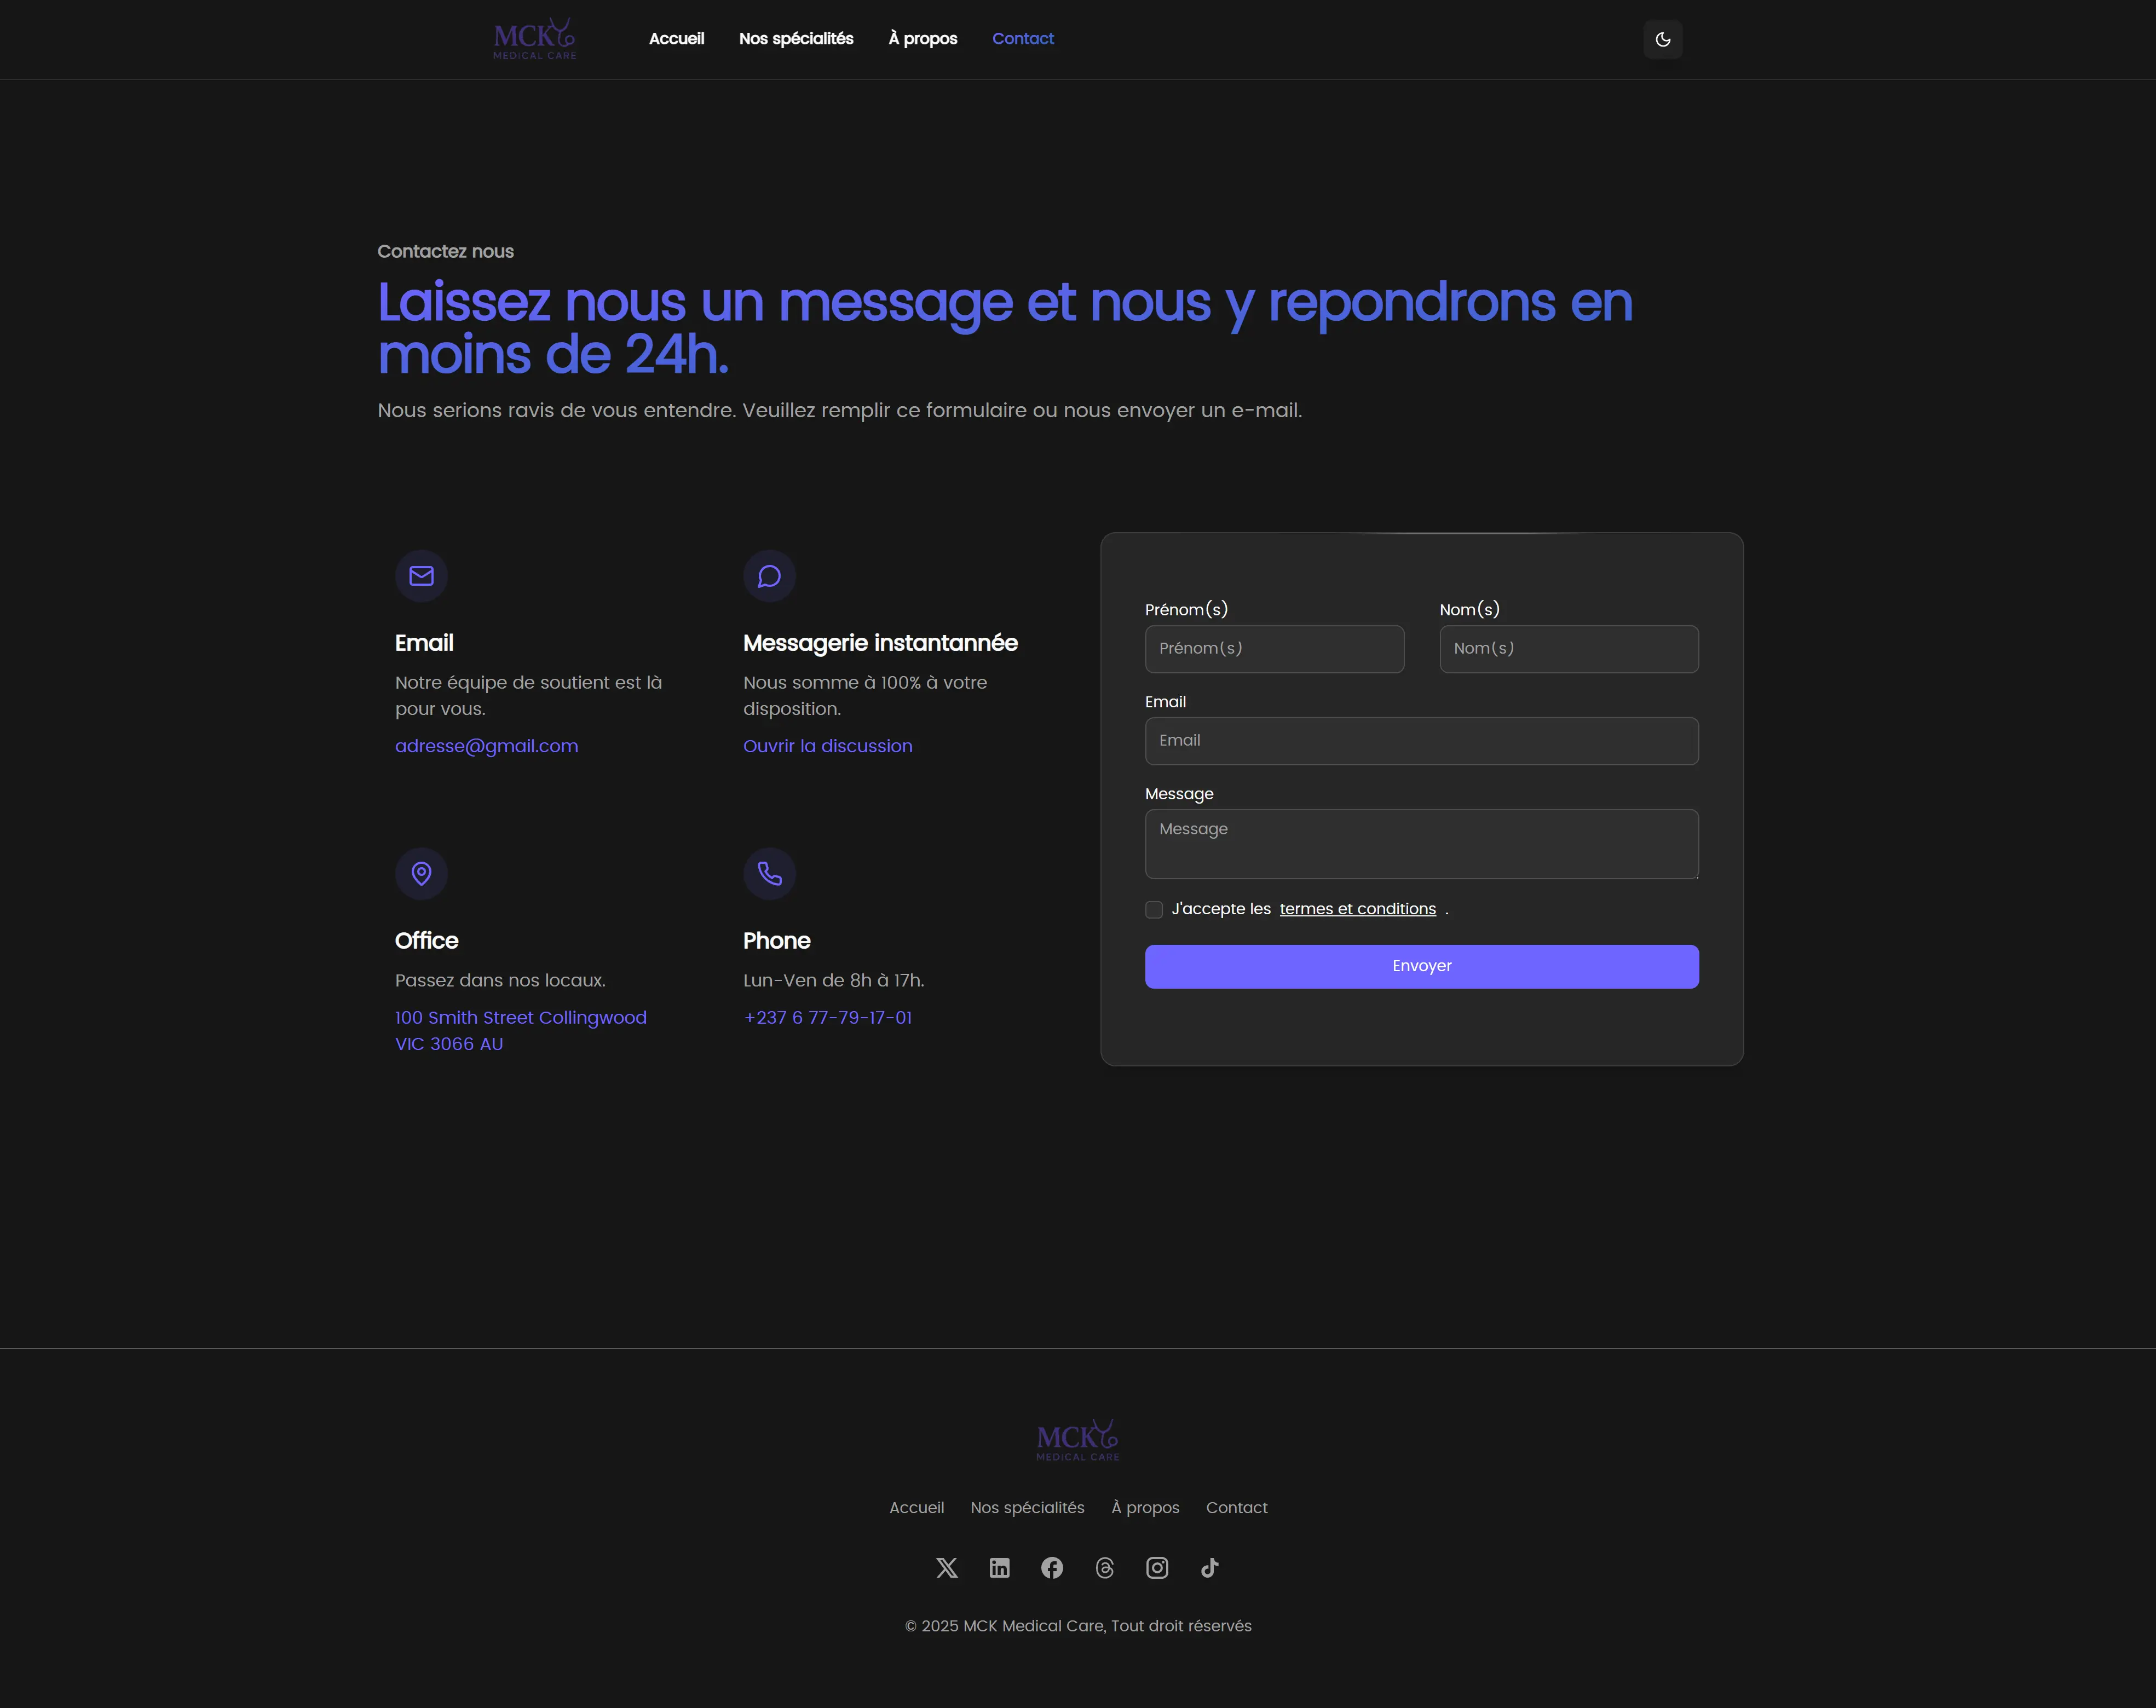 MCK
MEDICAL CARE
Accueil
Nos spécialités
À propos
Contact
Contactez nous
Laissez nous un message et nous y repondrons en
moins de 24h.
Nous serions ravis de vous entendre. Veuillez remplir ce formulaire ou nous envoyer un e-mail.
Email
Notre équipe de soutient est là
pour vous.
adresse@gmail.com
Messagerie instantannée
Nous somme à 100% à votre
disposition.
Ouvrir la discussion
Office
Passez dans nos locaux.
100 Smith Street Collingwood
VIC 3066 AU
Phone
Lun-Ven de 8h à 17h.
+237 6 77-79-17-01
Prénom(s)
Prénom(s)
Nom(s)
Nom(s)
Email
Email
Message
Message
J'accepte les termes et conditions .
Envoyer
MCK
MEDICAL CARE
Accueil
Nos spécialités
À propos
Contact
© 2025 MCK Medical Care, Tout droit réservés